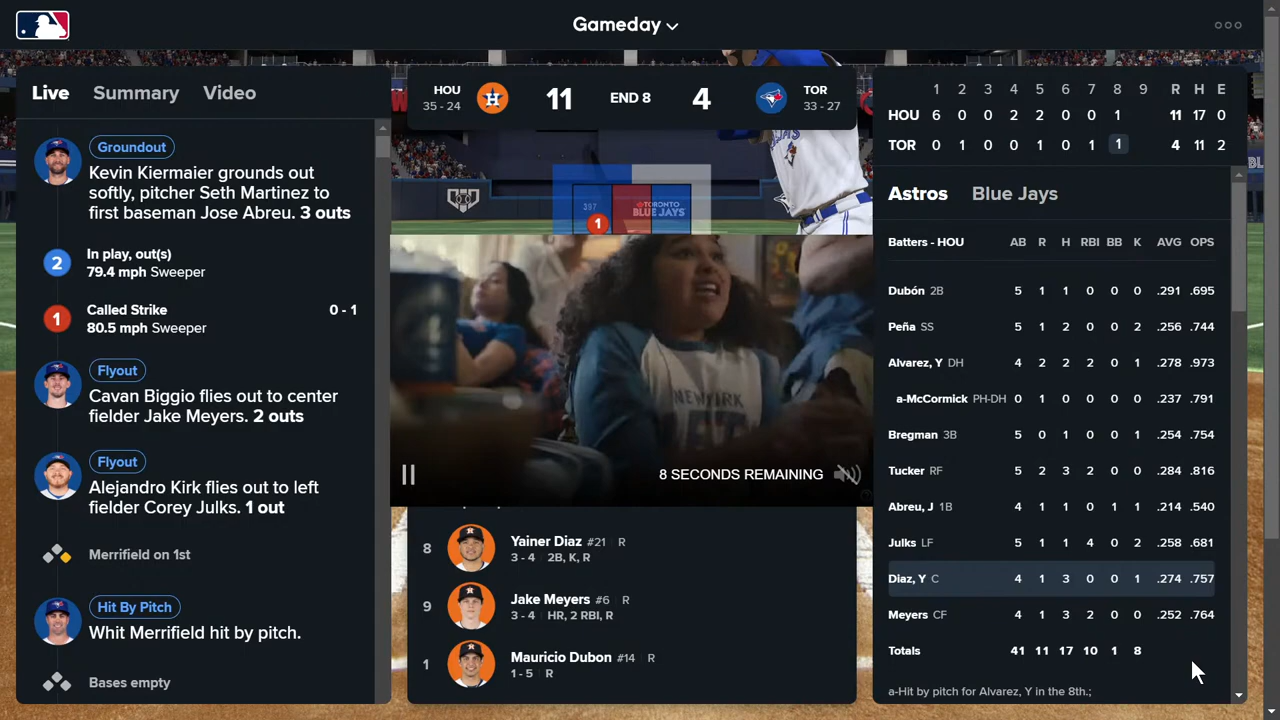 Gameday
Live Summary Video
Groundout
Kevin Kiermaier grounds out
softly, pitcher Seth Martinez to
first baseman Jose Abreu. 3 outs
2
In play, out(s)
79.4 mph Sweeper
1
Called Strike 0 - 1
80.5 mph Sweeper
Flyout
Cavan Biggio flies out to center
fielder Jake Meyers. 2 outs
Flyout
Alejandro Kirk flies out to left
fielder Corey Julks. 1 out
Merrifield on 1st
Hit By Pitch
Whit Merrifield hit by pitch.
Bases empty
HOU 11 END 8 4 TOR
35 - 24 33 - 27
397
TORONTO
BLUE JAYS
1
NEW YORK
8 SECONDS REMAINING
8 Yainer Diaz #21 R
3 - 4 2B, K, R
9 Jake Meyers #6 R
3 - 4 HR, 2 RBI, R
1 Mauricio Dubon #14 R
1 - 5 R
1 2 3 4 5 6 7 8 9 R H E
HOU 6 0 0 2 2 0 0 1 11 17 0
TOR 0 1 0 0 1 0 1 1 4 11 2
Astros Blue Jays
Batters - HOU AB R H RBI BB K AVG OPS
Dubón 2B 5 1 1 0 0 0 .291 .695
Peña SS 5 1 2 0 0 2 .256 .744
Alvarez, Y DH 4 2 2 2 0 1 .278 .973
a-McCormick PH-DH 0 1 0 0 0 0 .237 .791
Bregman 3B 5 0 1 0 0 0 .254 .754
Tucker RF 5 2 3 2 0 0 .284 .816
Abreu, J 1B 4 1 1 0 1 1 .214 .540
Julks LF 5 1 1 4 0 2 .258 .681
Diaz, Y C 4 1 3 0 0 1 .274 .757
Meyers CF 4 1 3 2 0 0 .252 .764
Totals 41 11 17 10 1 8
a-Hit by pitch for Alvarez, Y in the 8th.;